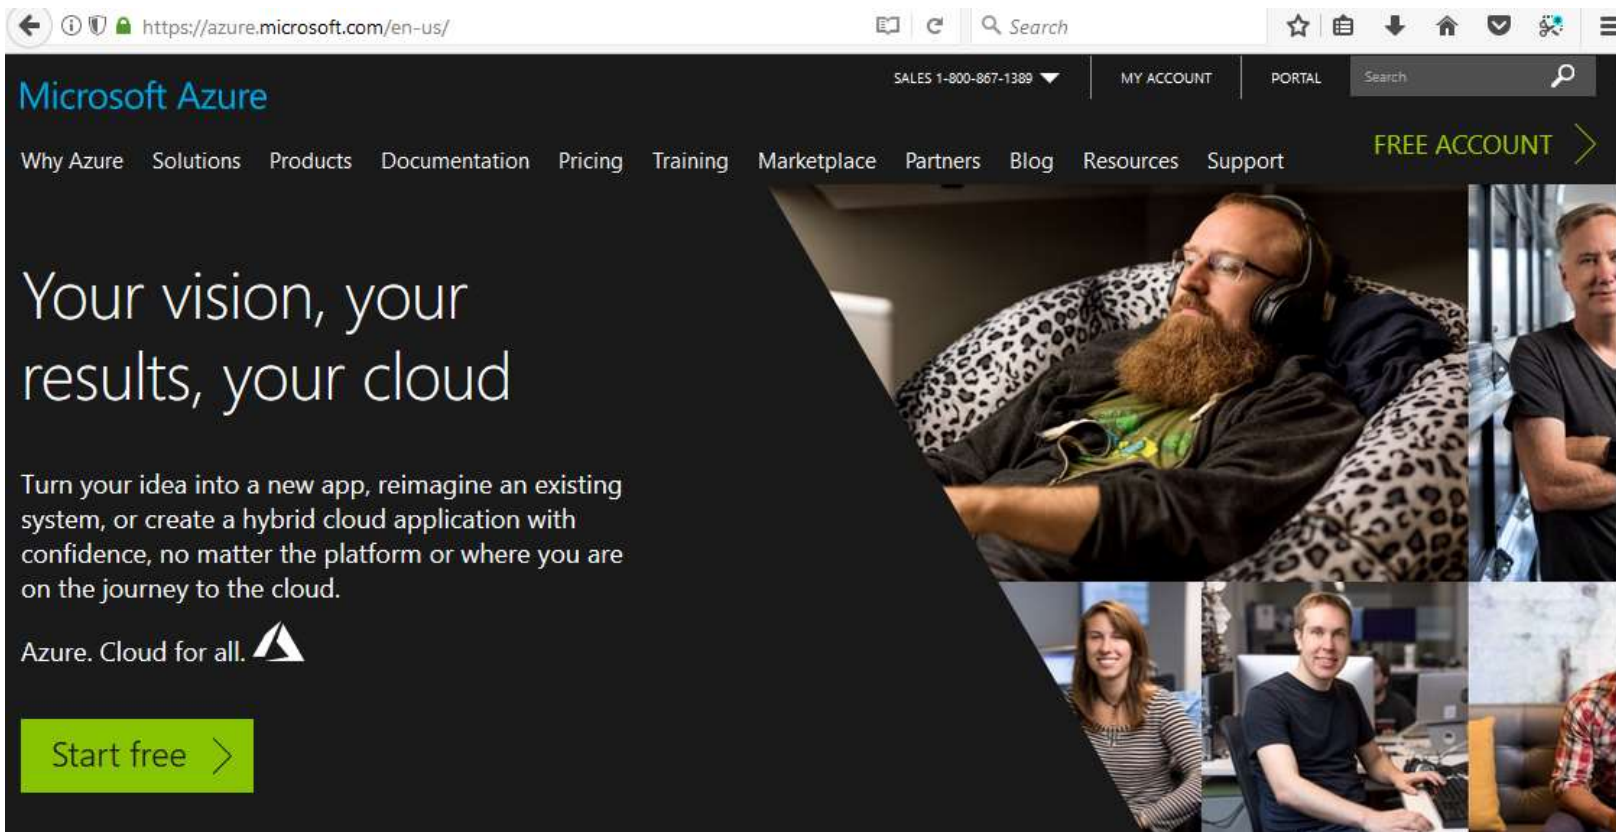 https://azure.microsoft.com/en-us/
Search
SALES 1-800-867-1389
MY ACCOUNT
PORTAL
Search
Microsoft Azure
FREE ACCOUNT
Why Azure Solutions Products Documentation Pricing Training Marketplace Partners Blog Resources Support
Your vision, your
results, your cloud
Turn your idea into a new app, reimagine an existing
system, or create a hybrid cloud application with
confidence, no matter the platform or where you are
on the journey to the cloud.
Azure. Cloud for all.
Start free